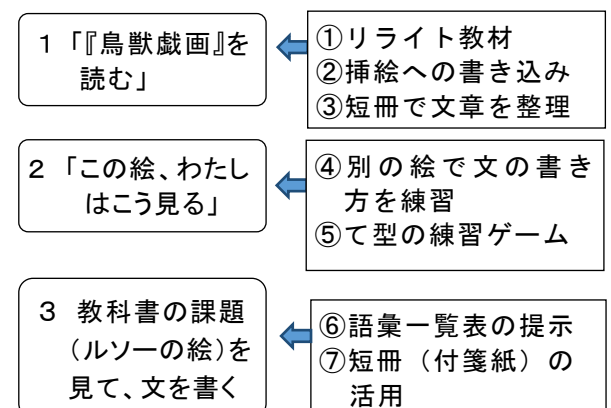 1「『鳥獣戯画』を
読む」
①リライト教材
②挿絵への書き込み
③短冊で文章を整理
2「この絵、わたし
はこう見る」
④別の絵で文の書き
方を練習
⑤て型の練習ゲーム
3 教科書の課題
(ルソーの絵)を
見て、文を書く
⑥語彙一覧表の提示
⑦短冊(付箋紙)の
活用